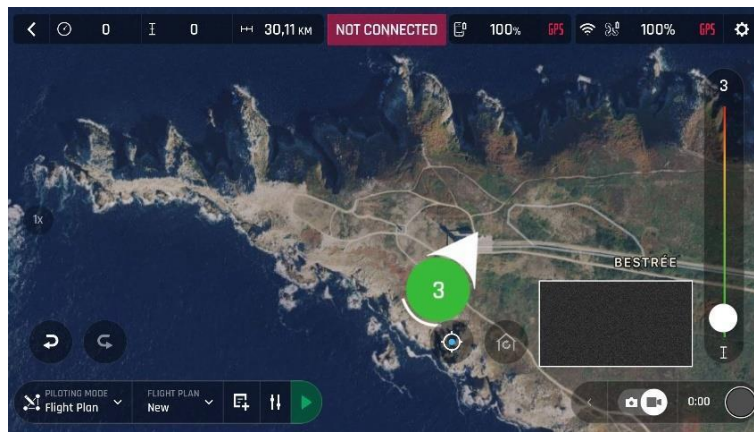 0 0 30,11 KM NOT CONNECTED 100% GPS 100% GPS
3
1x
BESTRÉE
3
PILOTING MODE
Flight Plan
FLIGHT PLAN
New
0:00